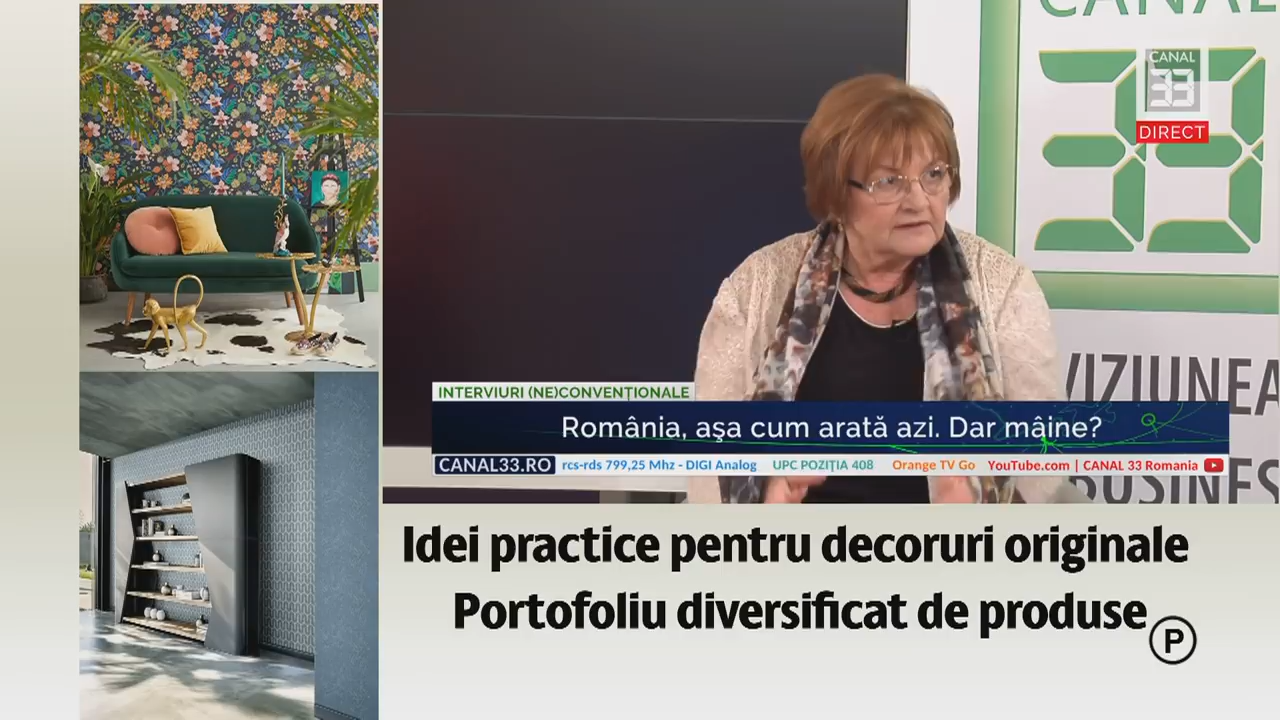 CANAL
33
CANAL
33
DIRECT
VIZIUNEA
BUSINES
INTERVIURI (NE)CONVENȚIONALE
România, așa cum arată azi. Dar mâine?
CANAL33.RO rcs-rds 799,25 Mhz - DIGI Analog UPC POZIȚIA 408 Orange TV Go YouTube.com | CANAL 33 Romania
Idei practice pentru decoruri originale
Portofoliu diversificat de produse
P